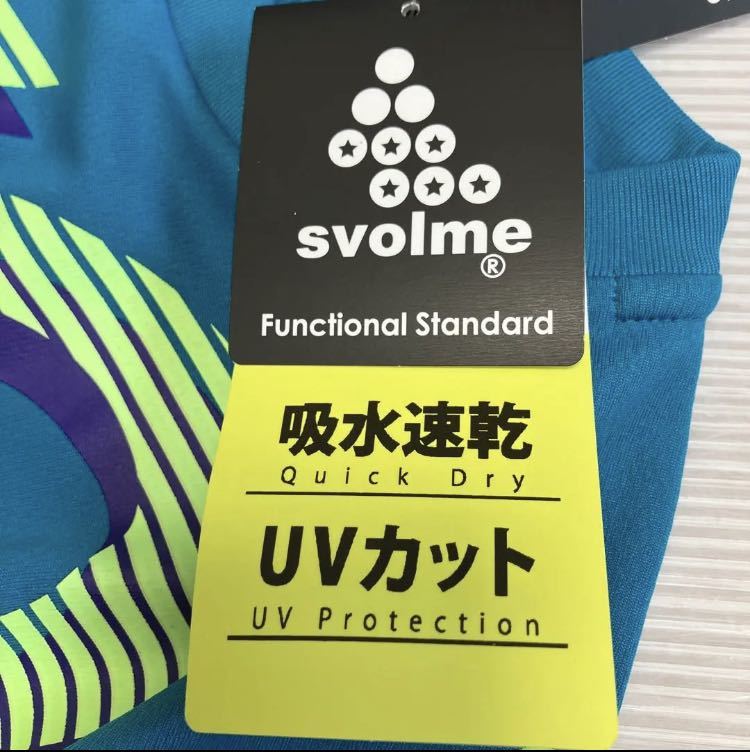 svolme
®
Functional Standard
吸水速乾
Quick Dry
UVカット
UV Protection